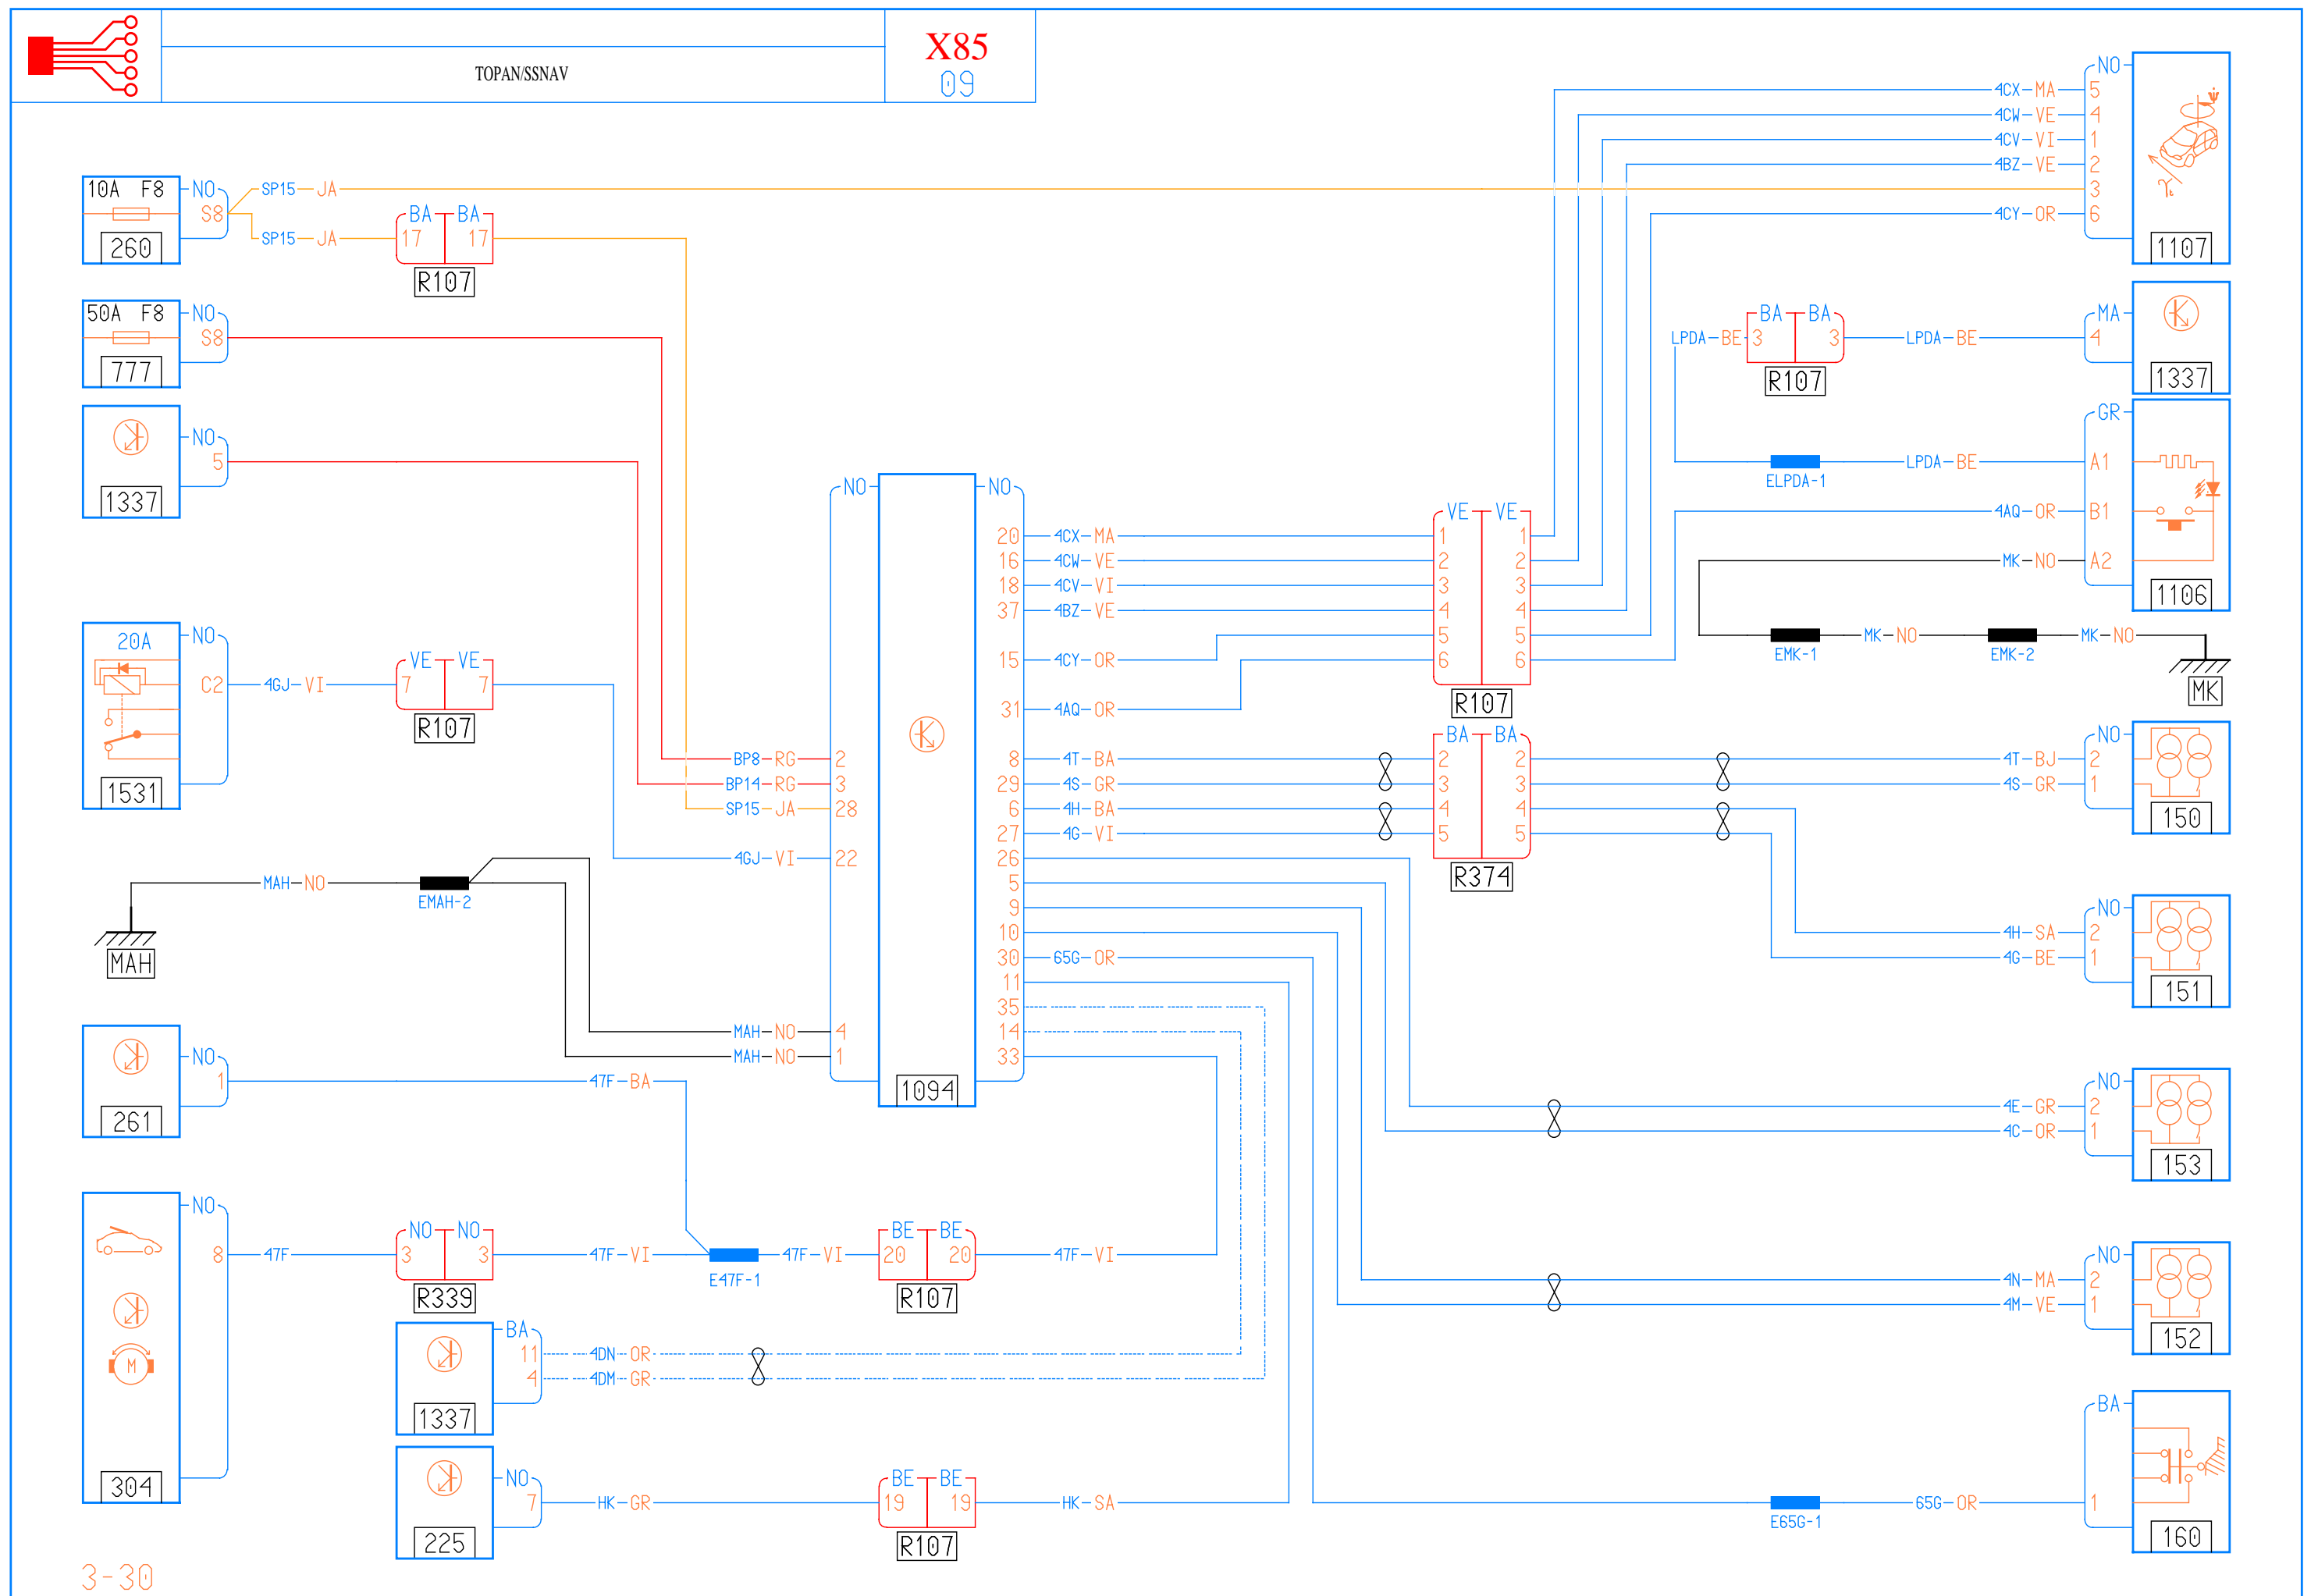 X85
TOPAN/SSNAV
09
10A F8
NO
S8
260
SP15 JA
SP15 JA
BA BA
17 17
R107
50A F8
NO
S8
777
NO
5
1337
20A
NO
C2
1531
4GJ VI
VE VE
7 7
R107
MAH NO
EMAH-2
MAH
NO
1
261
47F BA
NO
8
304
47F
NO NO
3 3
R339
47F VI
E47F-1
47F VI
BE BE
20 20
R107
47F VI
BA
11 4DN OR
4 4DM GR
1337
NO
7
225
HK GR
BE BE
19 19
R107
HK SA
3-30
NO
BP8 RG 2
BP14 RG 3
SP15 JA 28
4GJ VI 22
MAH NO 4
MAH NO 1
1094
NO
20 4CX MA
16 4CW VE
18 4CV VI
37 4BZ VE
15 4CY OR
31 4AQ OR
8 4T BA
29 4S GR
6 4H BA
27 4G VI
26
5
9
10
30 65G OR
11
35
14
33
VE VE
1 1
2 2
3 3
4 4
5 5
6 6
R107
BA BA
2 2
3 3
4 4
5 5
R374
NO
4CX MA 5
4CW VE 4
4CV VI 1
4BZ VE 2
3
4CY OR 6
1107
LPDA BE
BA BA
3 3
R107
LPDA BE
MA
4
1337
GR
ELPDA-1
LPDA BE A1
4AQ OR B1
MK NO A2
1106
EMK-1
MK NO
EMK-2
MK NO
MK
NO
4T BJ 2
4S GR 1
150
NO
4H SA 2
4G BE 1
151
NO
4E GR 2
4C OR 1
153
NO
4N MA 2
4M VE 1
152
BA
E65G-1
65G OR 1
160
M